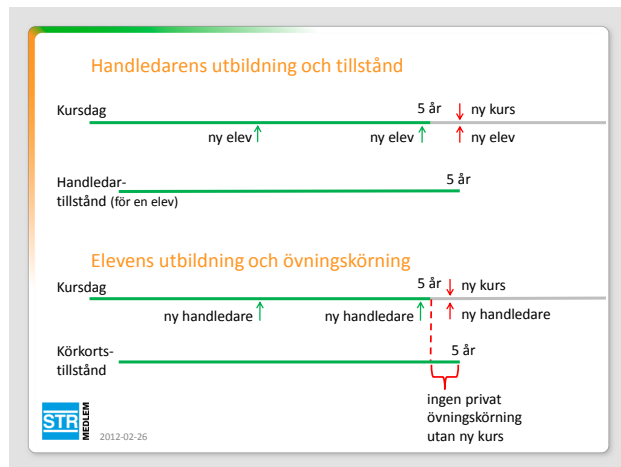 Handledarens utbildning och tillstånd
Kursdag
5 år
ny kurs
ny elev
ny elev
ny elev
5 år
Handledar-
tillstånd (för en elev)
Elevens utbildning och övningskörning
Kursdag
5 år
ny kurs
ny handledare
ny handledare
ny handledare
Körkorts-
tillstånd
5 år
ingen privat
övningskörning
utan ny kurs
STR
MEDLEM
2012-02-26